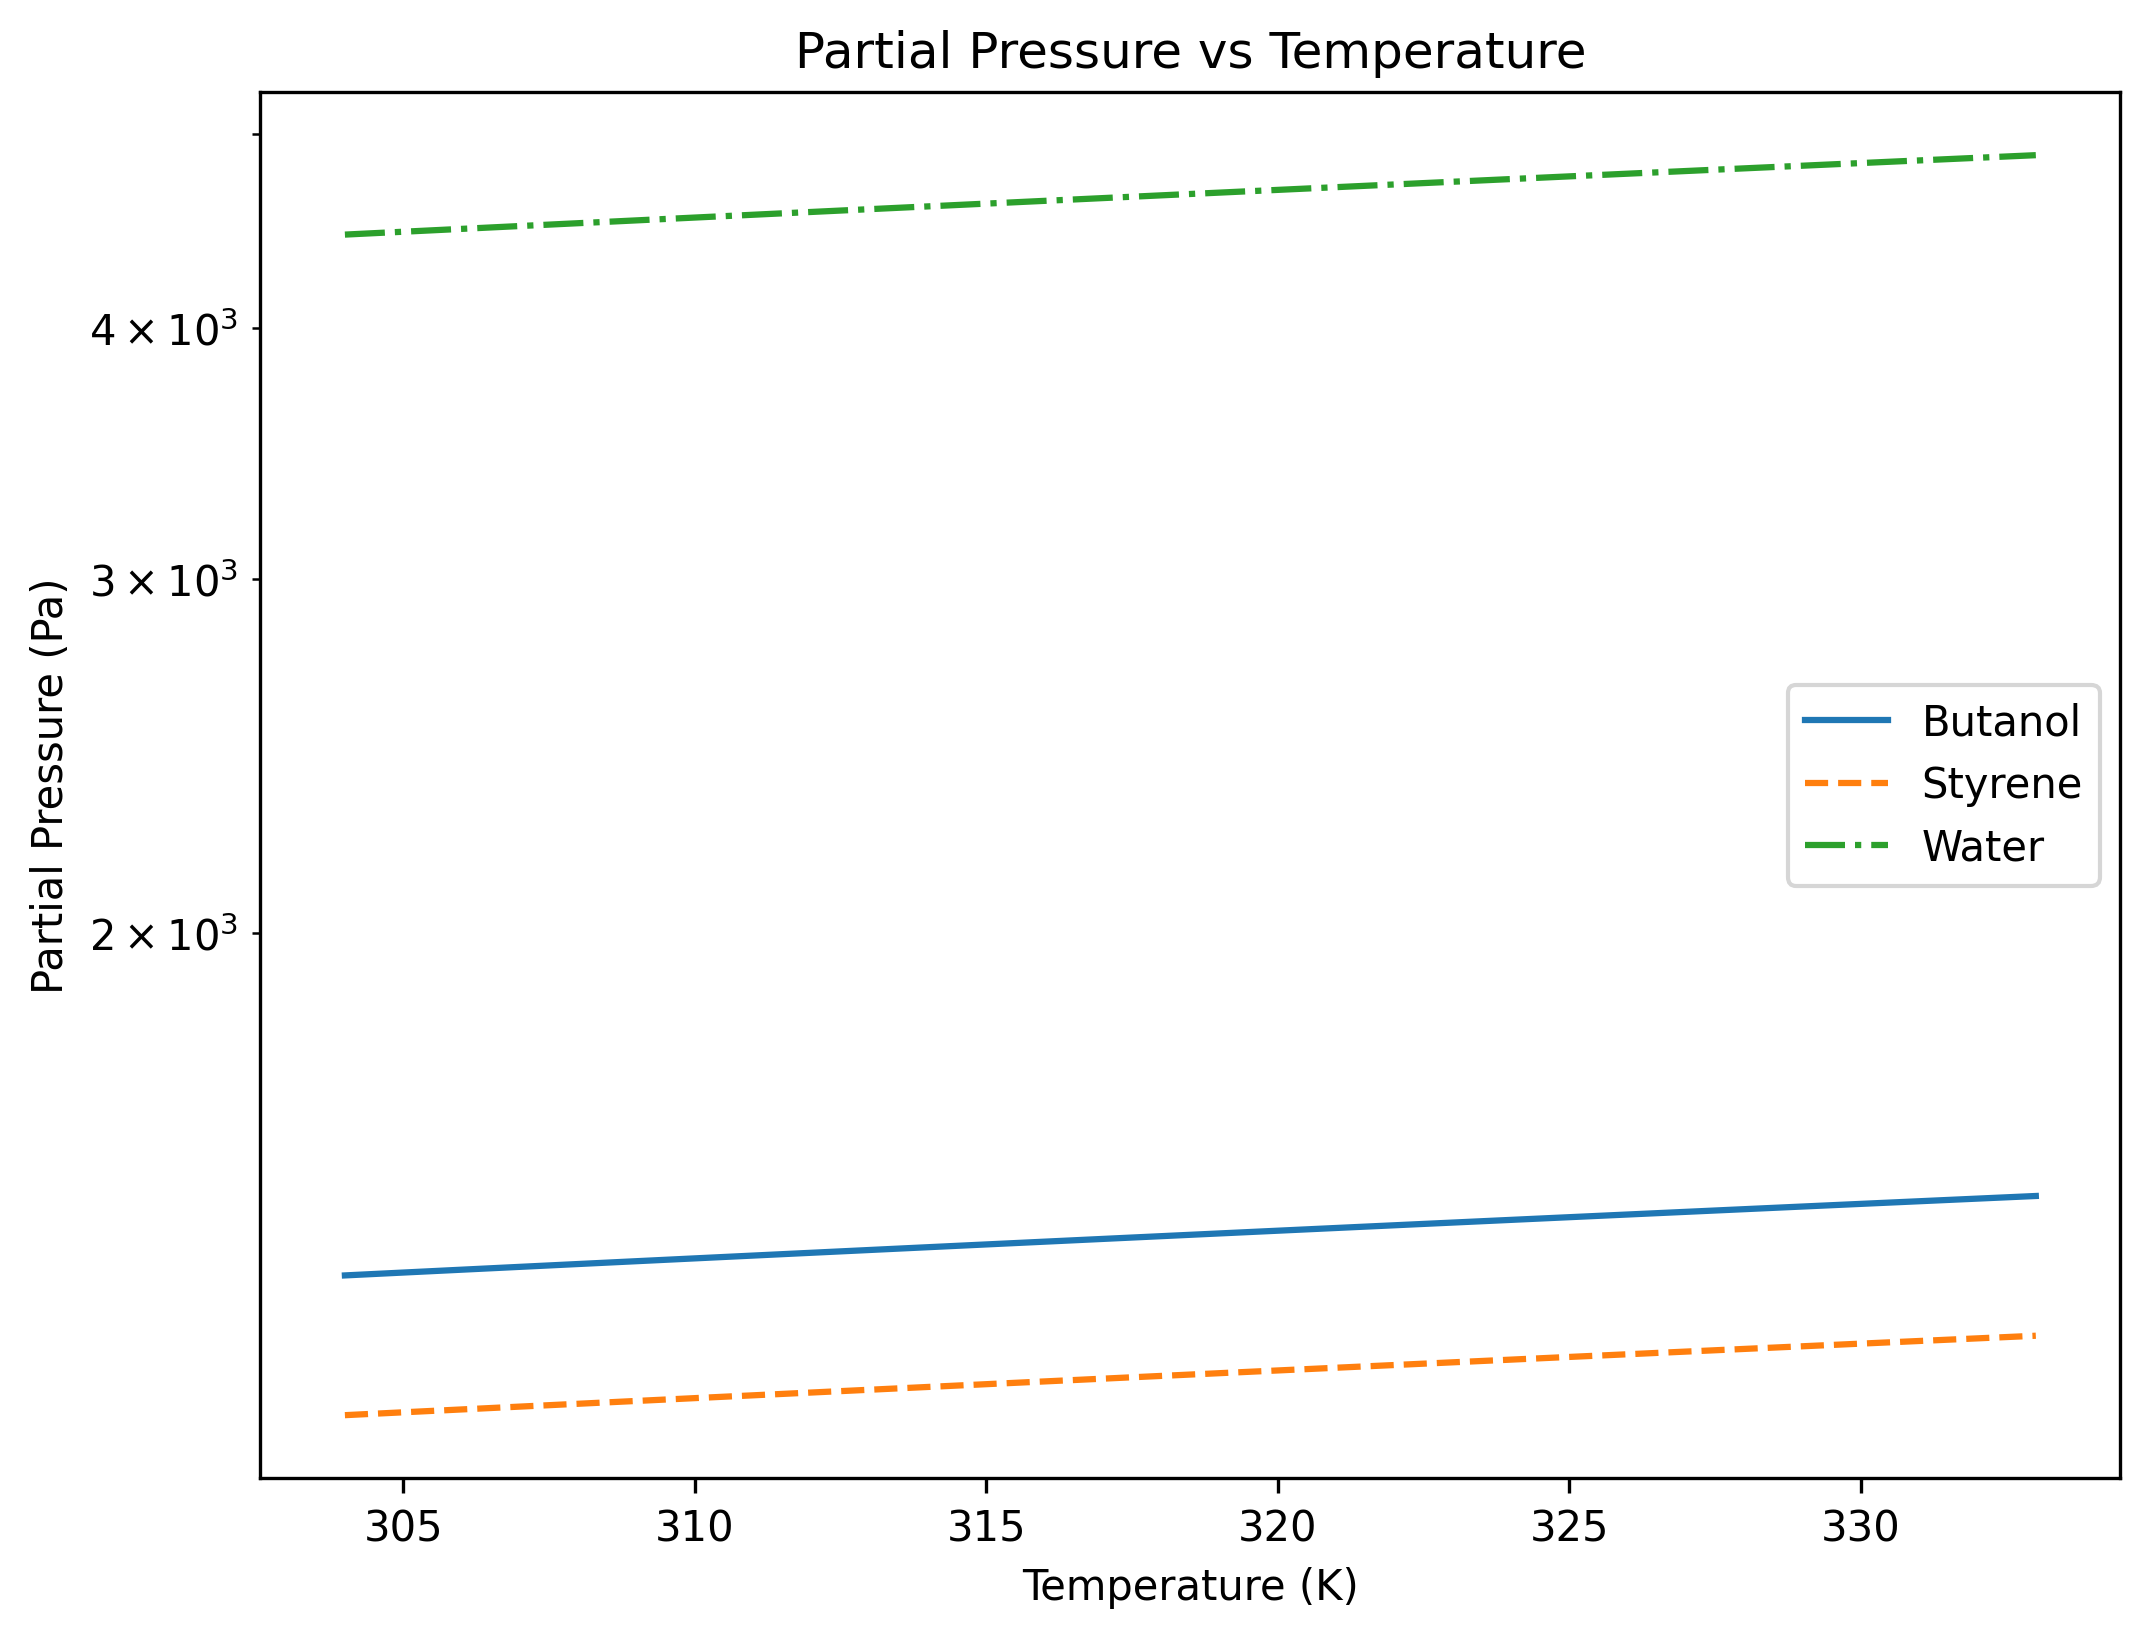 Partial Pressure vs Temperature
4 × 10³
3 × 10³
2 × 10³
Partial Pressure (Pa)
Butanol
Styrene
Water
305 310 315 320 325 330
Temperature (K)